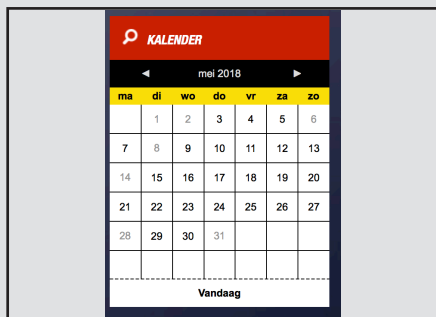 KALENDER
◄ mei 2018 ►
ma di wo do vr za zo
1 2 3 4 5 6
7 8 9 10 11 12 13
14 15 16 17 18 19 20
21 22 23 24 25 26 27
28 29 30 31
Vandaag